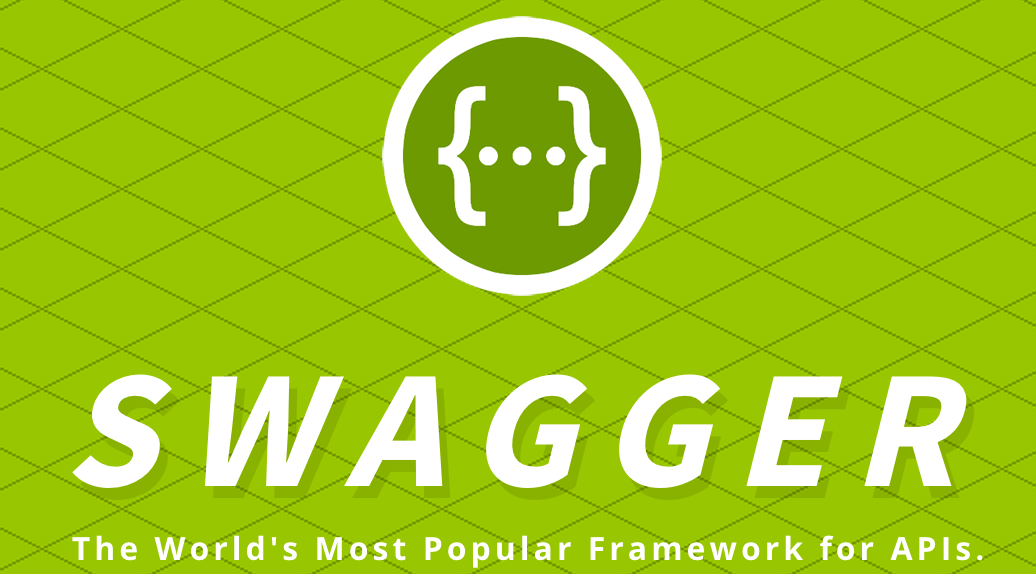 {...}
SWAGGER
The World's Most Popular Framework for APIs.